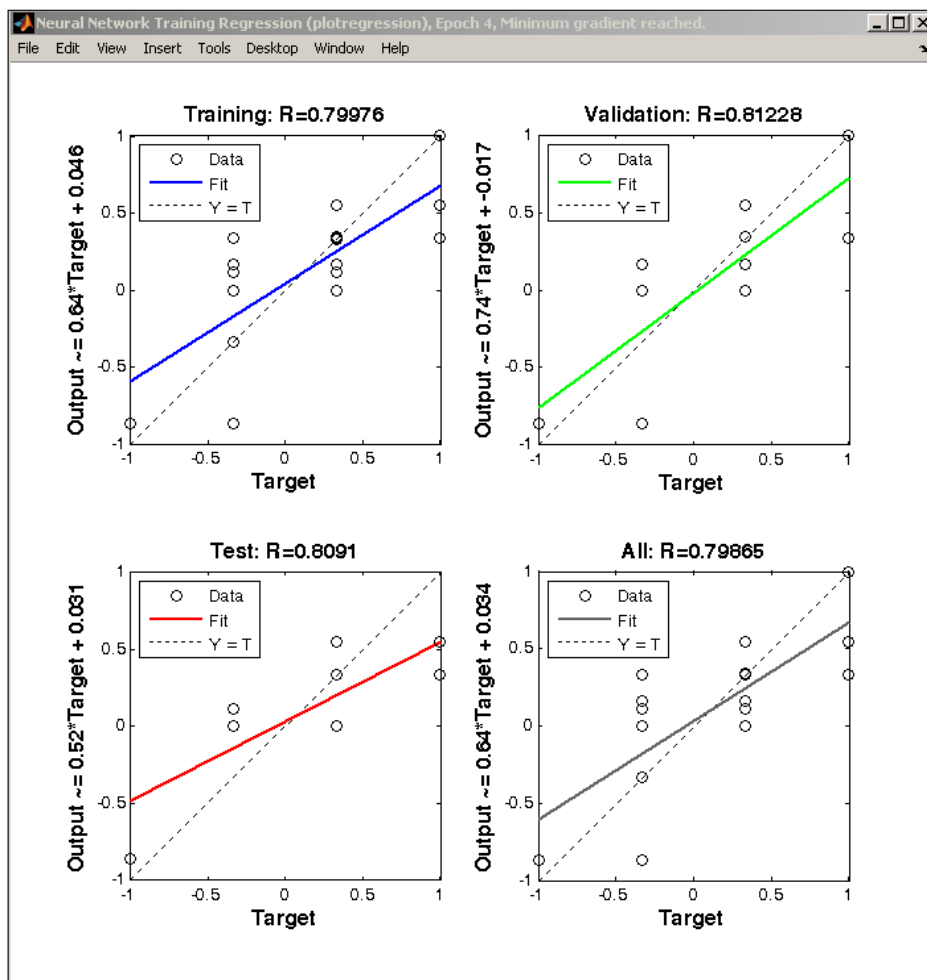 Neural Network Training Regression (plotregression), Epoch 4, Minimum gradient reached.
File Edit View Insert Tools Desktop Window Help
Training: R=0.79976
Output ~= 0.64*Target + 0.046
Data
Fit
Y = T
1
0.5
0
-0.5
-1
-1 -0.5 0 0.5 1
Target
Validation: R=0.81228
Output ~= 0.74*Target + -0.017
Data
Fit
Y = T
1
0.5
0
-0.5
-1
-1 -0.5 0 0.5 1
Target
Test: R=0.8091
Output ~= 0.52*Target + 0.031
Data
Fit
Y = T
1
0.5
0
-0.5
-1
-1 -0.5 0 0.5 1
Target
All: R=0.79865
Output ~= 0.64*Target + 0.034
Data
Fit
Y = T
1
0.5
0
-0.5
-1
-1 -0.5 0 0.5 1
Target